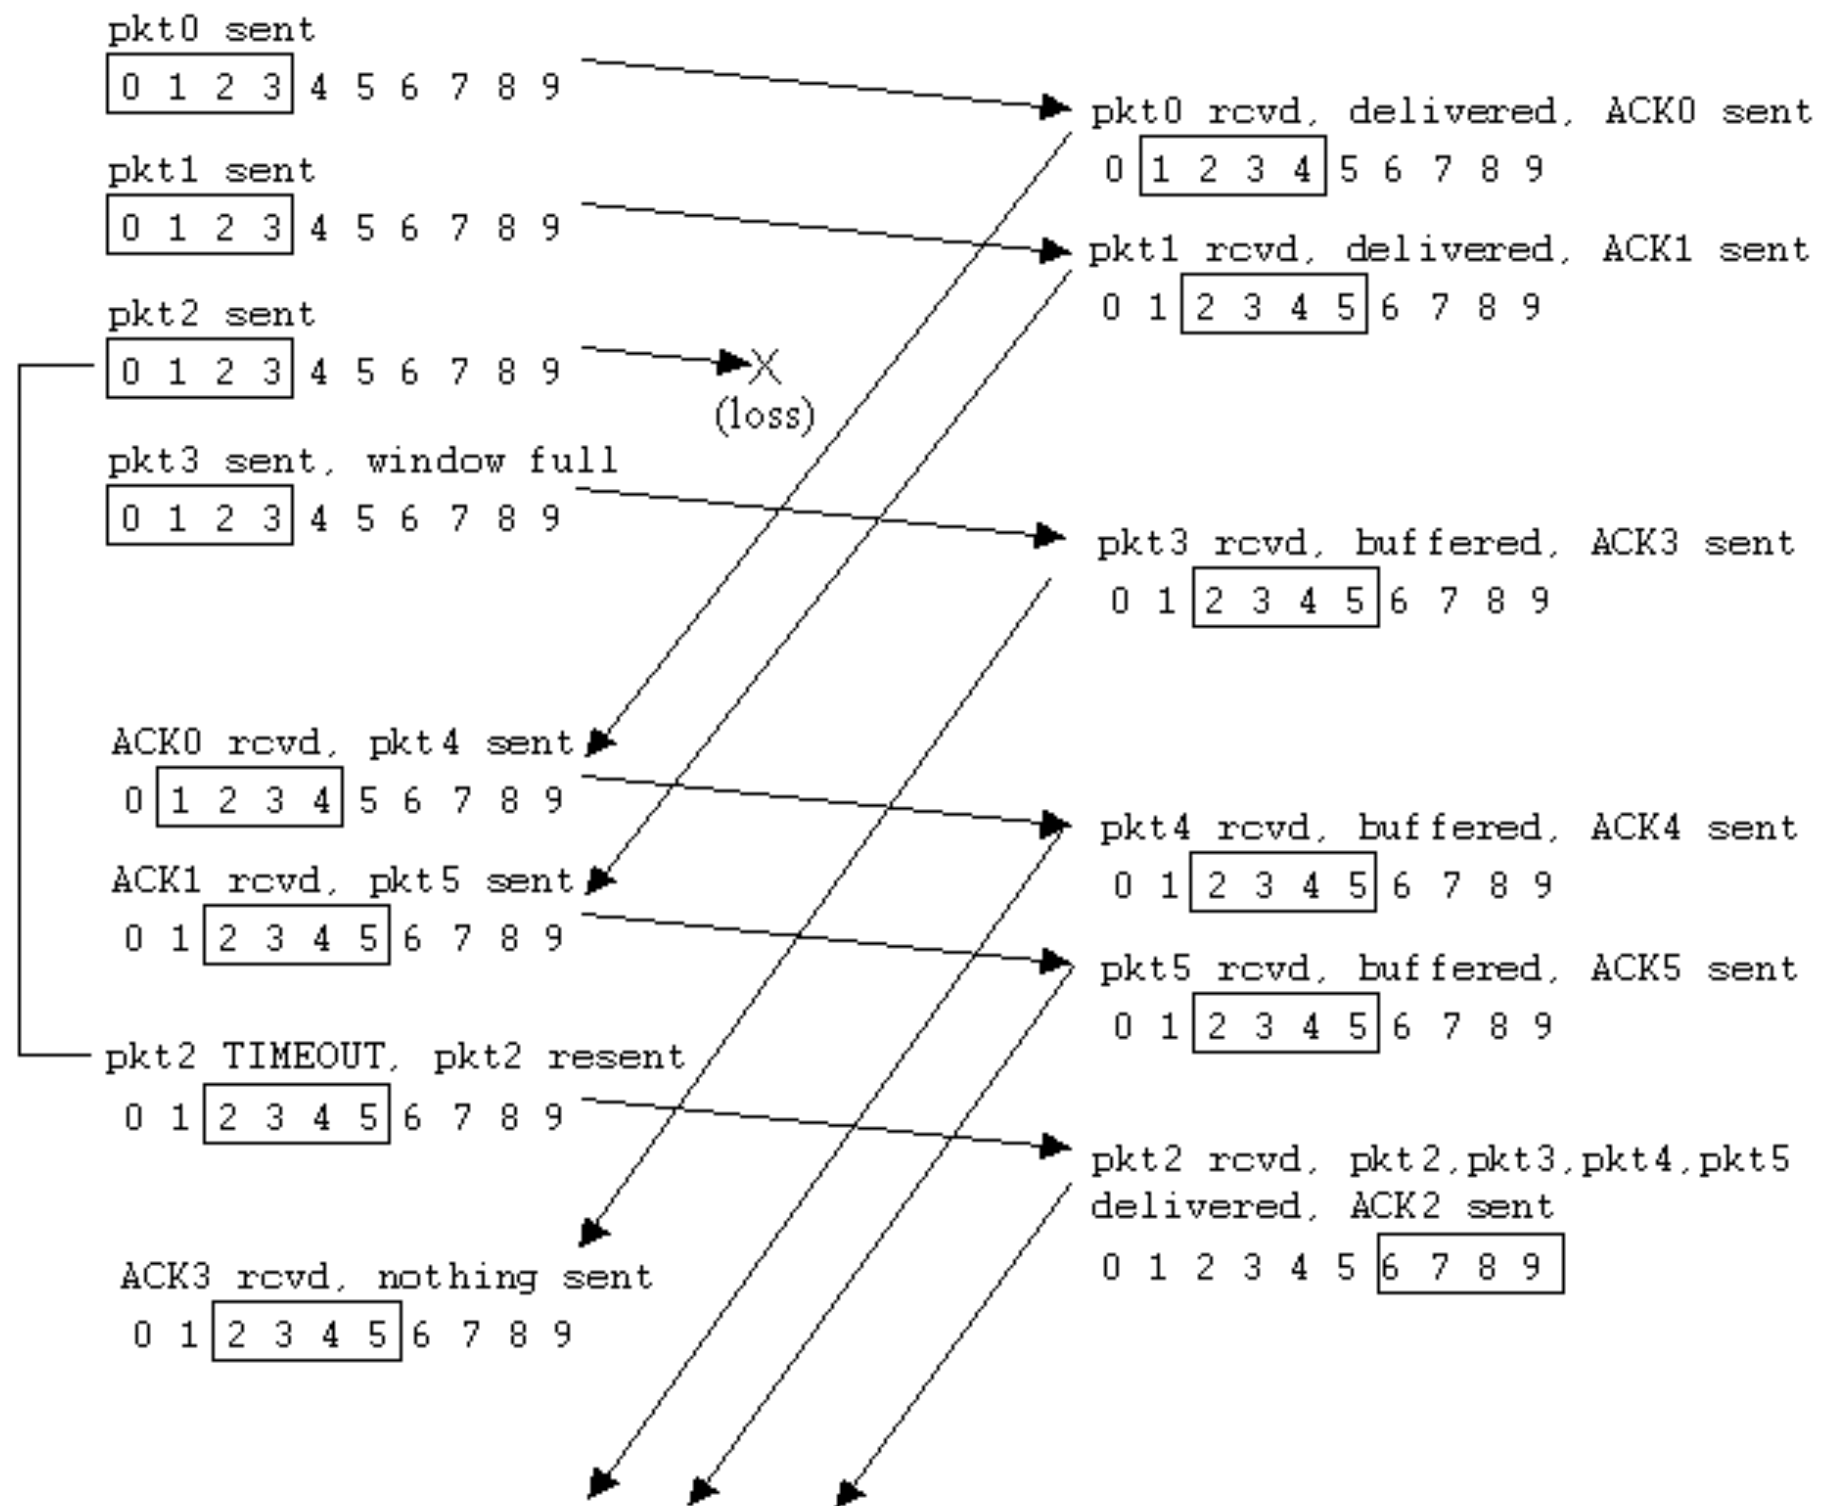 pkt0 sent
0 1 2 3 4 5 6 7 8 9
pkt0 rcvd, delivered, ACK0 sent
0 1 2 3 4 5 6 7 8 9
pkt1 sent
0 1 2 3 4 5 6 7 8 9
pkt1 rcvd, delivered, ACK1 sent
0 1 2 3 4 5 6 7 8 9
pkt2 sent
0 1 2 3 4 5 6 7 8 9
X
(loss)
pkt3 sent, window full
0 1 2 3 4 5 6 7 8 9
pkt3 rcvd, buffered, ACK3 sent
0 1 2 3 4 5 6 7 8 9
ACK0 rcvd, pkt4 sent
0 1 2 3 4 5 6 7 8 9
pkt4 rcvd, buffered, ACK4 sent
0 1 2 3 4 5 6 7 8 9
ACK1 rcvd, pkt5 sent
0 1 2 3 4 5 6 7 8 9
pkt5 rcvd, buffered, ACK5 sent
0 1 2 3 4 5 6 7 8 9
pkt2 TIMEOUT, pkt2 resent
0 1 2 3 4 5 6 7 8 9
pkt2 rcvd, pkt2,pkt3,pkt4,pkt5
delivered, ACK2 sent
0 1 2 3 4 5 6 7 8 9
ACK3 rcvd, nothing sent
0 1 2 3 4 5 6 7 8 9